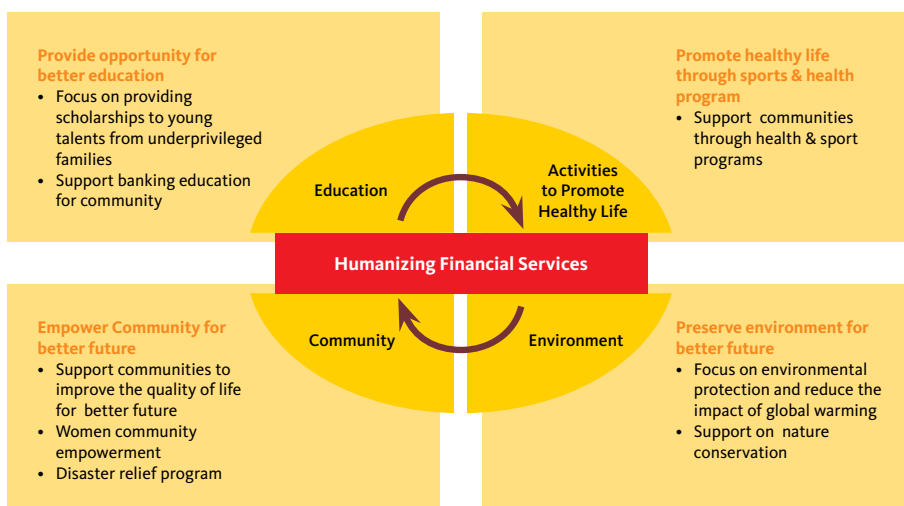 Provide opportunity for
better education
• Focus on providing
scholarships to young
talents from underprivileged
families
• Support banking education
for community
Promote healthy life
through sports & health
program
• Support communities
through health & sport
programs
Education
Activities
to Promote
Healthy Life
Humanizing Financial Services
Community
Environment
Empower Community for
better future
• Support communities to
improve the quality of life
for better future
• Women community
empowerment
• Disaster relief program
Preserve environment for
better future
• Focus on environmental
protection and reduce the
impact of global warming
• Support on nature
conservation